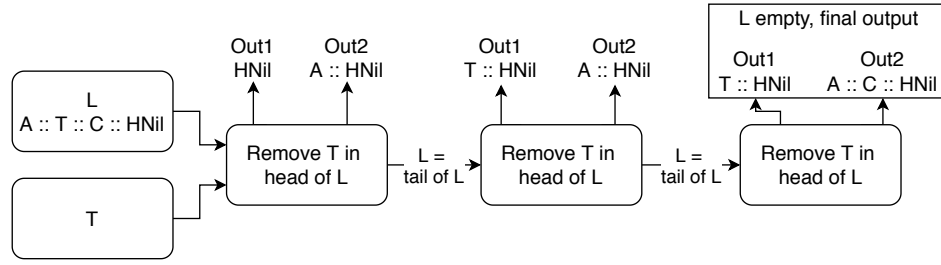 L
A :: T :: C :: HNil
T
Out1
HNil
Out2
A :: HNil
Remove T in
head of L
L =
tail of L
Out1
T :: HNil
Out2
A :: HNil
Remove T in
head of L
L =
tail of L
L empty, final output
Out1
T :: HNil
Out2
A :: C :: HNil
Remove T in
head of L